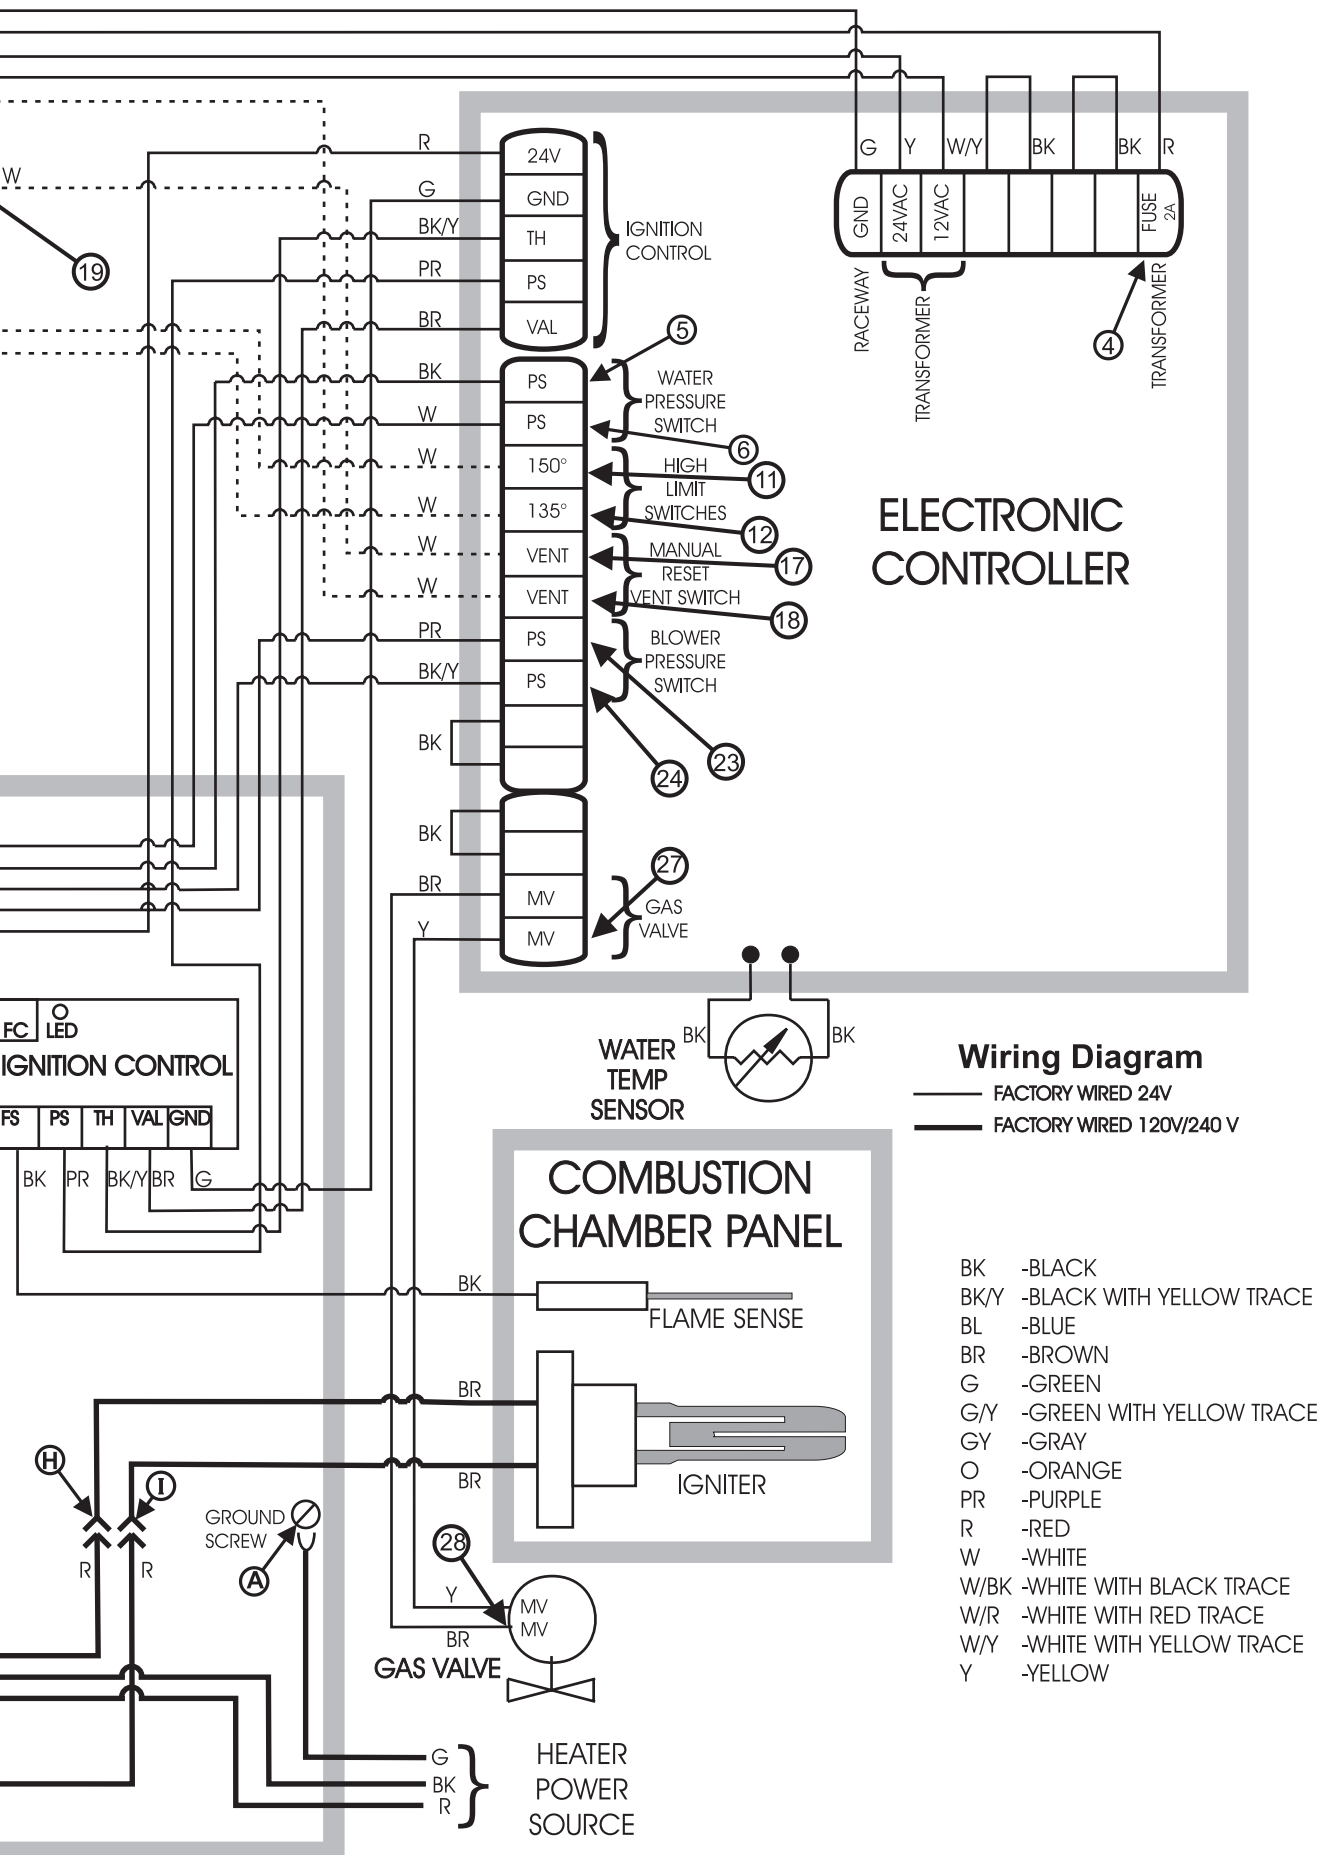 G Y W/Y BK BK R
GND 24VAC 12VAC FUSE 2A
RACEWAY TRANSFORMER TRANSFORMER
4
R 24V
W
G GND
BK/Y TH
IGNITION
CONTROL
19
PR PS
BR VAL
5
BK PS
WATER
PRESSURE
SWITCH
W PS
6
W 150°
HIGH
LIMIT
SWITCHES
11
W 135°
12
ELECTRONIC
CONTROLLER
W VENT
MANUAL
RESET
VENT SWITCH
17
W VENT
18
PR PS
BLOWER
PRESSURE
SWITCH
BK/Y PS
BK
24 23
BK
27
BR MV
GAS
VALVE
Y MV
FC LED
IGNITION CONTROL
FS PS TH VAL GND
BK PR BK/Y BR G
WATER
TEMP
SENSOR
BK BK
Wiring Diagram
FACTORY WIRED 24V
FACTORY WIRED 120V/240 V
COMBUSTION
CHAMBER PANEL
BK
FLAME SENSE
BR
BR
IGNITER
H I
GROUND
SCREW
A
R R
28
Y MV
BR MV
GAS VALVE
G
BK
R
HEATER
POWER
SOURCE
BK -BLACK
BK/Y -BLACK WITH YELLOW TRACE
BL -BLUE
BR -BROWN
G -GREEN
G/Y -GREEN WITH YELLOW TRACE
GY -GRAY
O -ORANGE
PR -PURPLE
R -RED
W -WHITE
W/BK -WHITE WITH BLACK TRACE
W/R -WHITE WITH RED TRACE
W/Y -WHITE WITH YELLOW TRACE
Y -YELLOW